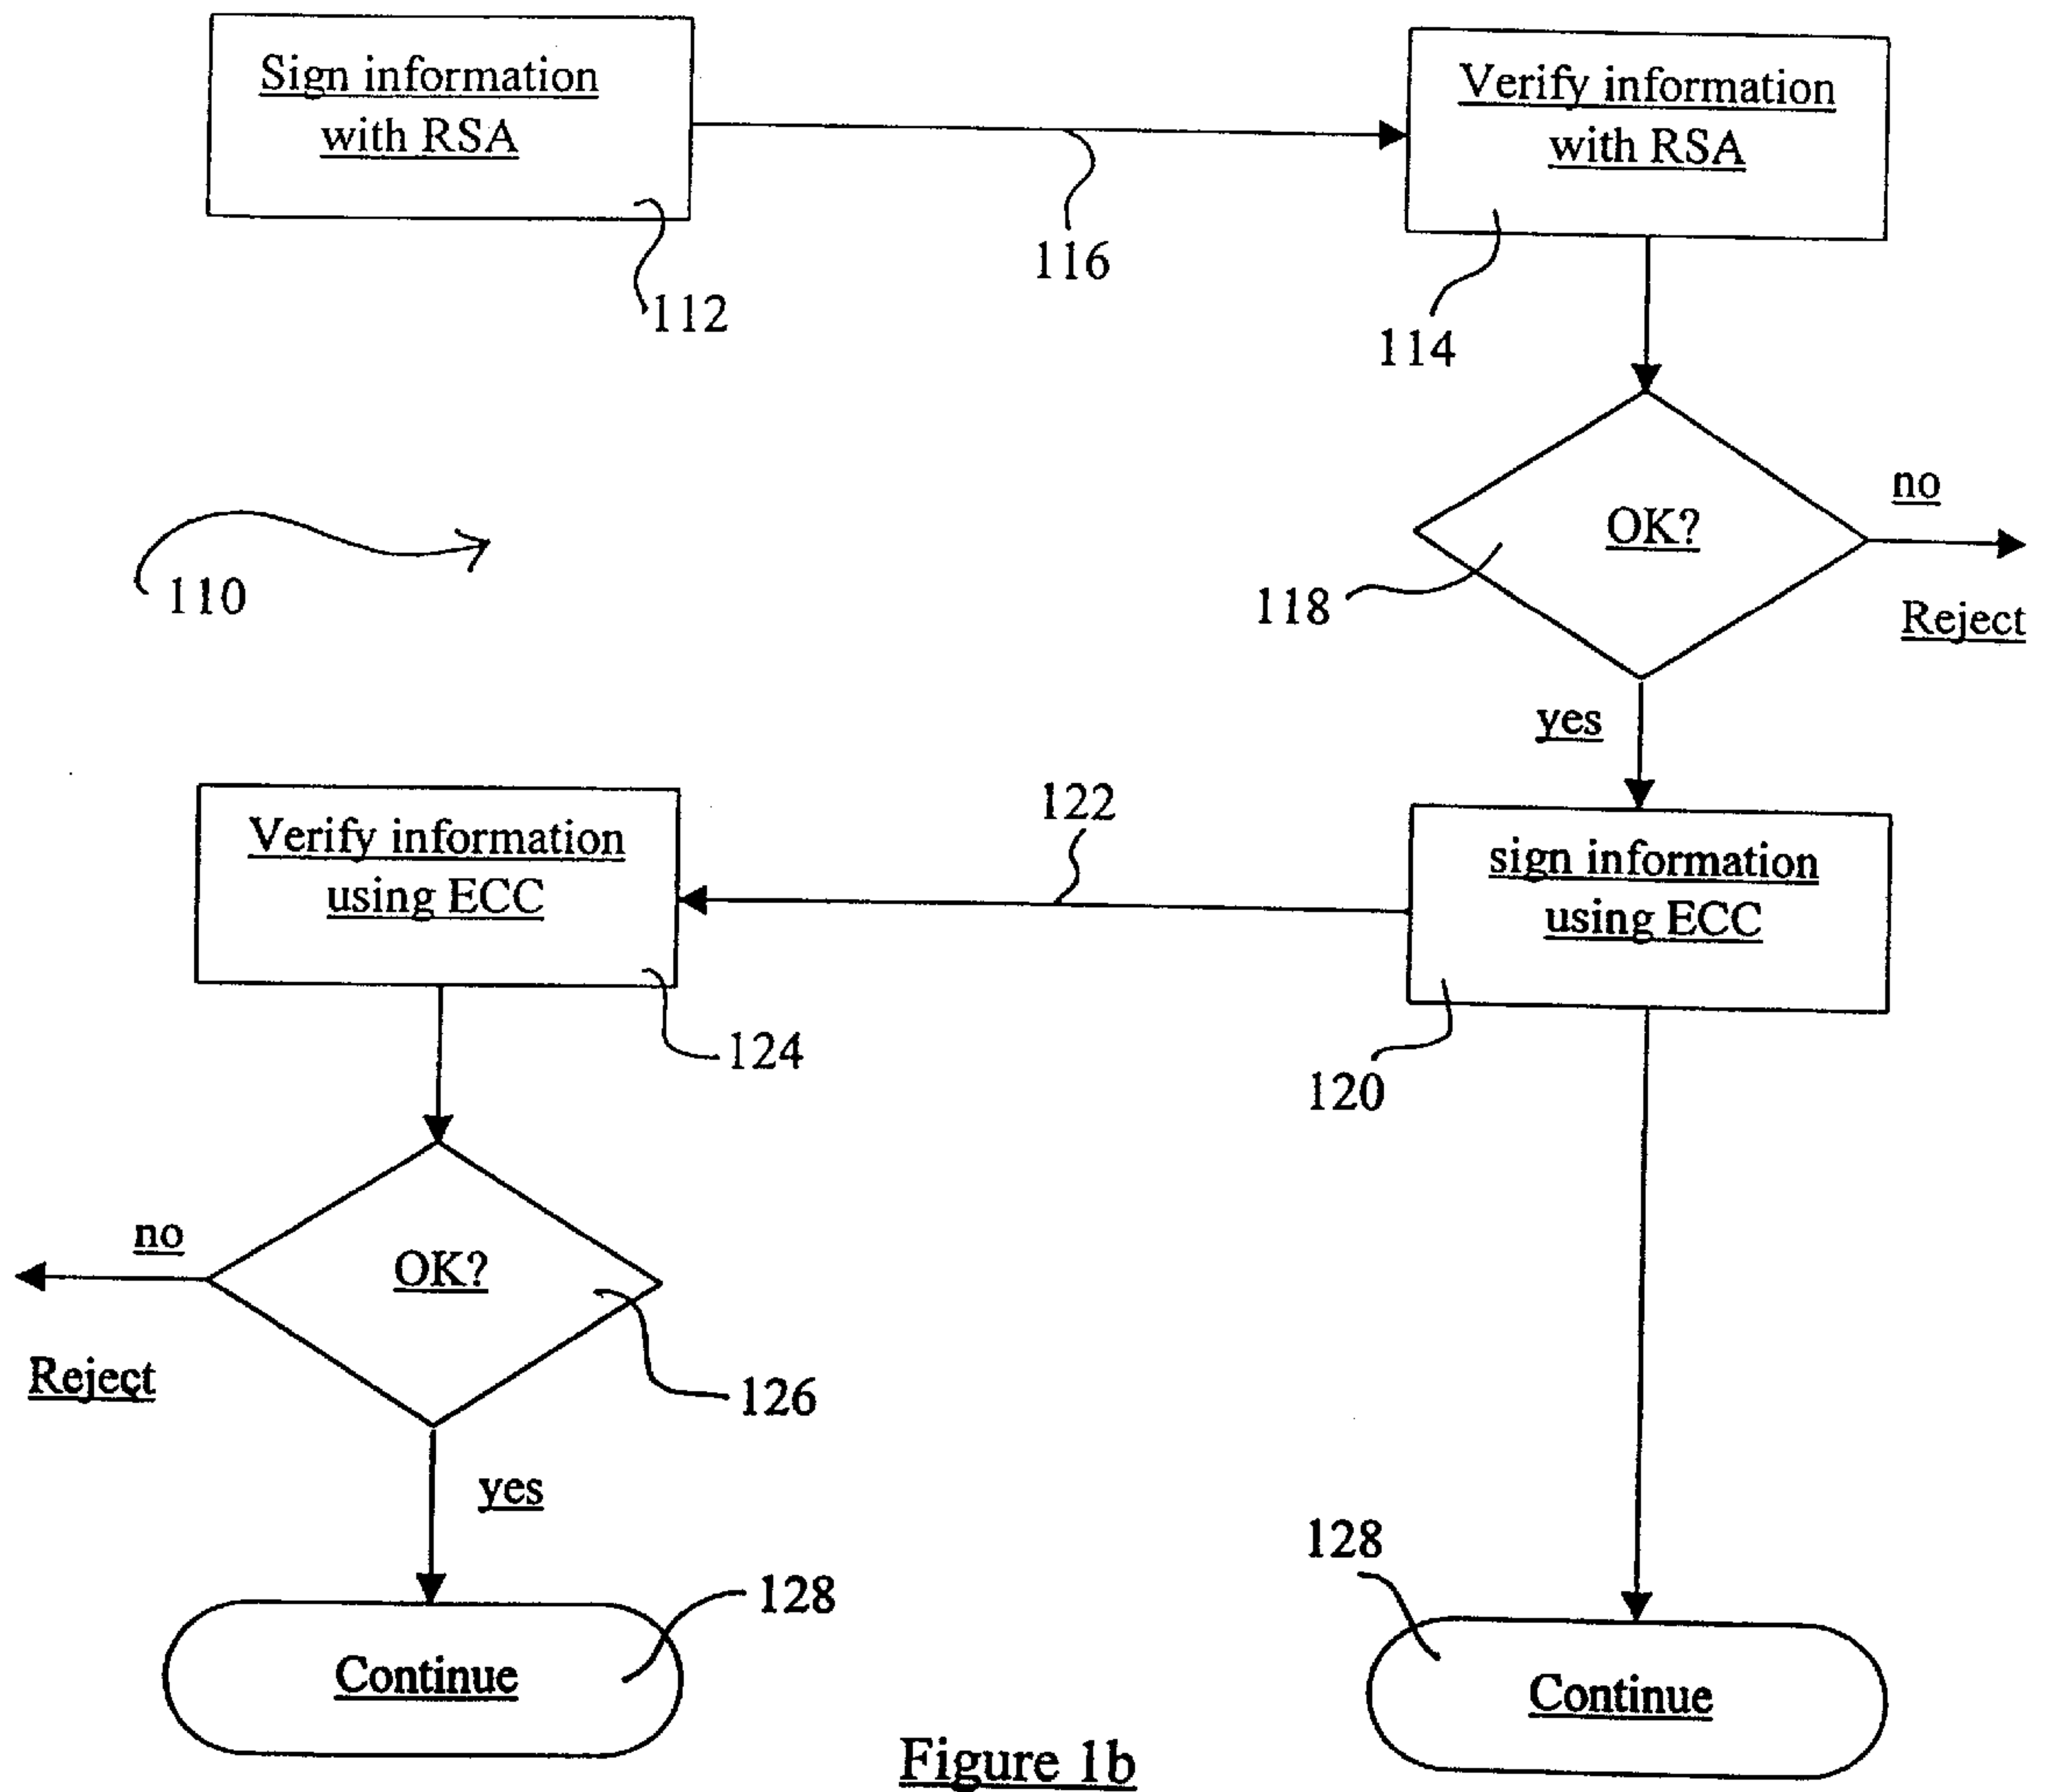 Sign information
with RSA
Verify information
with RSA
116
112
114
no
OK?
110
118
Reject
yes
122
Verify information
using ECC
sign information
using ECC
124
120
no
OK?
Reject
126
yes
128
128
Continue
Continue
Figure 1b